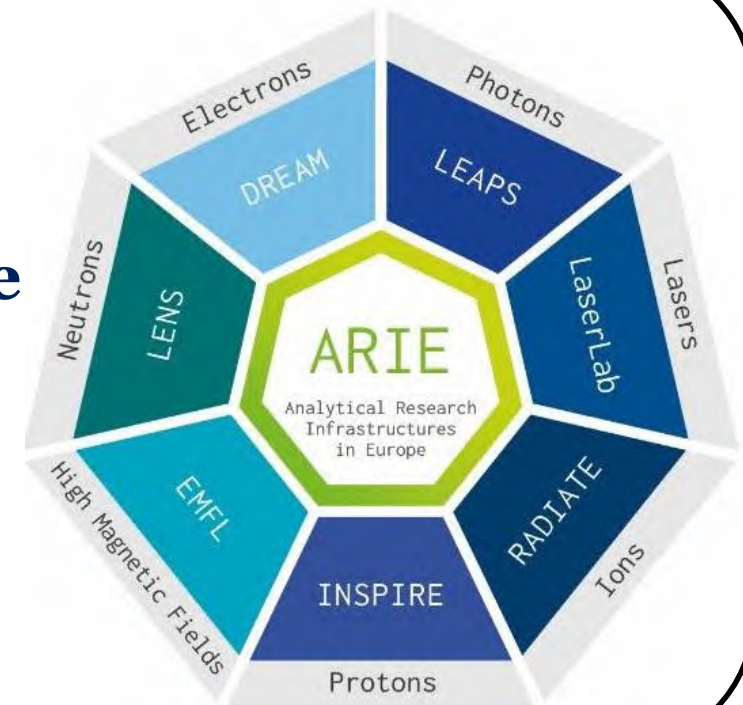 Electrons
DREAM
Photons
LEAPS
Lasers
LaserLab
Ions
RADIATE
Protons
INSPIRE
High Magnetic Fields
EMFL
Neutrons
LENS
ARIE
Analytical Research
Infrastructures
in Europe
e